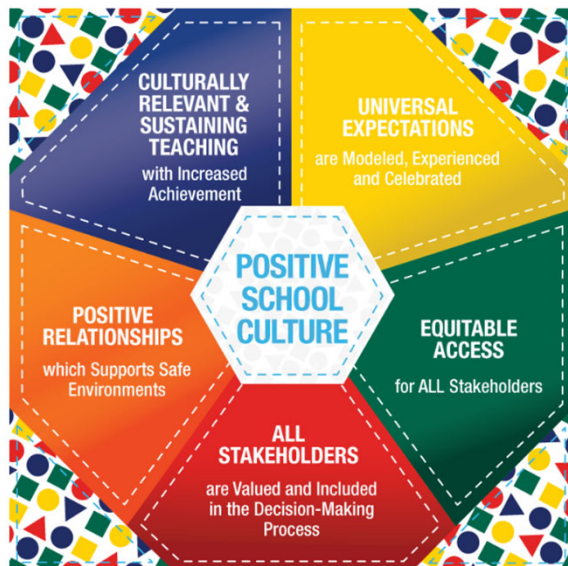 CULTURALLY
RELEVANT &
SUSTAINING
TEACHING
with Increased
Achievement
UNIVERSAL
EXPECTATIONS
are Modeled, Experienced
and Celebrated
POSITIVE
SCHOOL
CULTURE
POSITIVE
RELATIONSHIPS
which Supports Safe
Environments
EQUITABLE
ACCESS
for ALL Stakeholders
ALL
STAKEHOLDERS
are Valued and Included
in the Decision-Making
Process